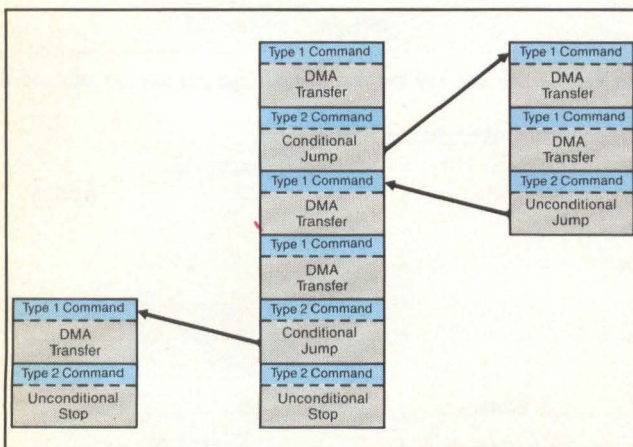 Type 1 Command
DMA
Transfer
Type 2 Command
Conditional
Jump
Type 1 Command
DMA
Transfer
Type 1 Command
DMA
Transfer
Type 2 Command
Conditional
Jump
Type 2 Command
Unconditional
Stop
Type 1 Command
DMA
Transfer
Type 1 Command
DMA
Transfer
Type 2 Command
Unconditional
Jump
Type 1 Command
DMA
Transfer
Type 2 Command
Unconditional
Stop